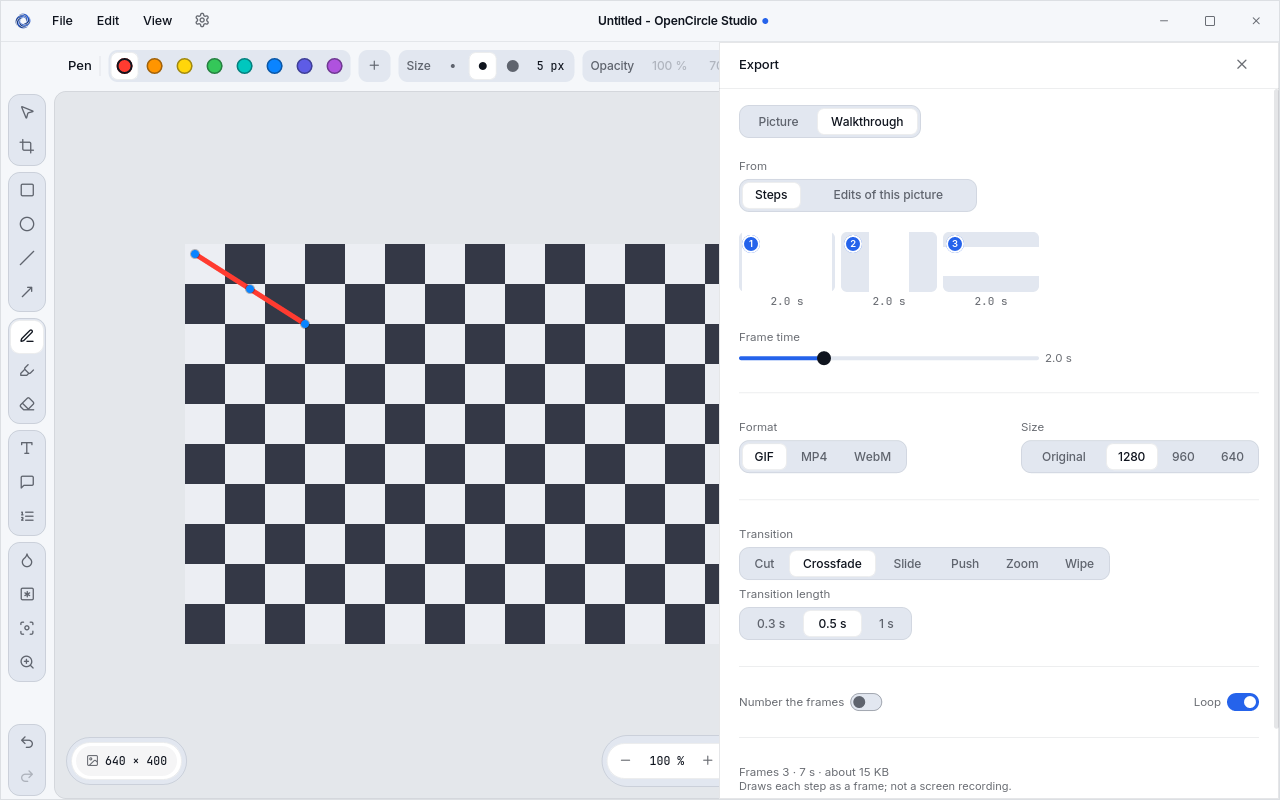 File Edit View
Untitled - OpenCircle Studio
Pen
Size
5 px
Opacity 100 %
Export
Picture Walkthrough
From
Steps Edits of this picture
1 2 3
2.0 s 2.0 s 2.0 s
Frame time
2.0 s
Format Size
GIF MP4 WebM Original 1280 960 640
Transition
Cut Crossfade Slide Push Zoom Wipe
Transition length
0.3 s 0.5 s 1 s
Number the frames Loop
640 × 400
100 %
Frames 3 · 7 s · about 15 KB
Draws each step as a frame; not a screen recording.